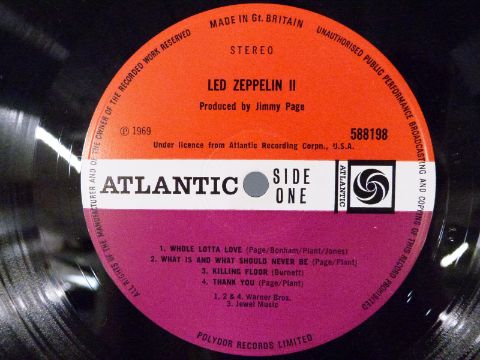 MADE IN Gt. BRITAIN
ALL RIGHTS OF THE MANUFACTURER AND OF THE OWNER OF THE RECORDED WORK RESERVED
UNAUTHORISED PUBLIC PERFORMANCE BROADCASTING AND COPYING OF THIS RECORD PROHIBITED
STEREO
LED ZEPPELIN II
Produced by Jimmy Page
℗ 1969
588198
Under licence from Atlantic Recording Corpn., U.S.A.
ATLANTIC
SIDE
ONE
ATLANTIC
1. WHOLE LOTTA LOVE (Page/Bonham/Plant/Jones)
2. WHAT IS AND WHAT SHOULD NEVER BE (Page/Plant)
3. KILLING FLOOR (Burnett)
4. THANK YOU (Page/Plant)
1, 2 & 4. Warner Bros.
3. Jewel Music
POLYDOR RECORDS LIMITED